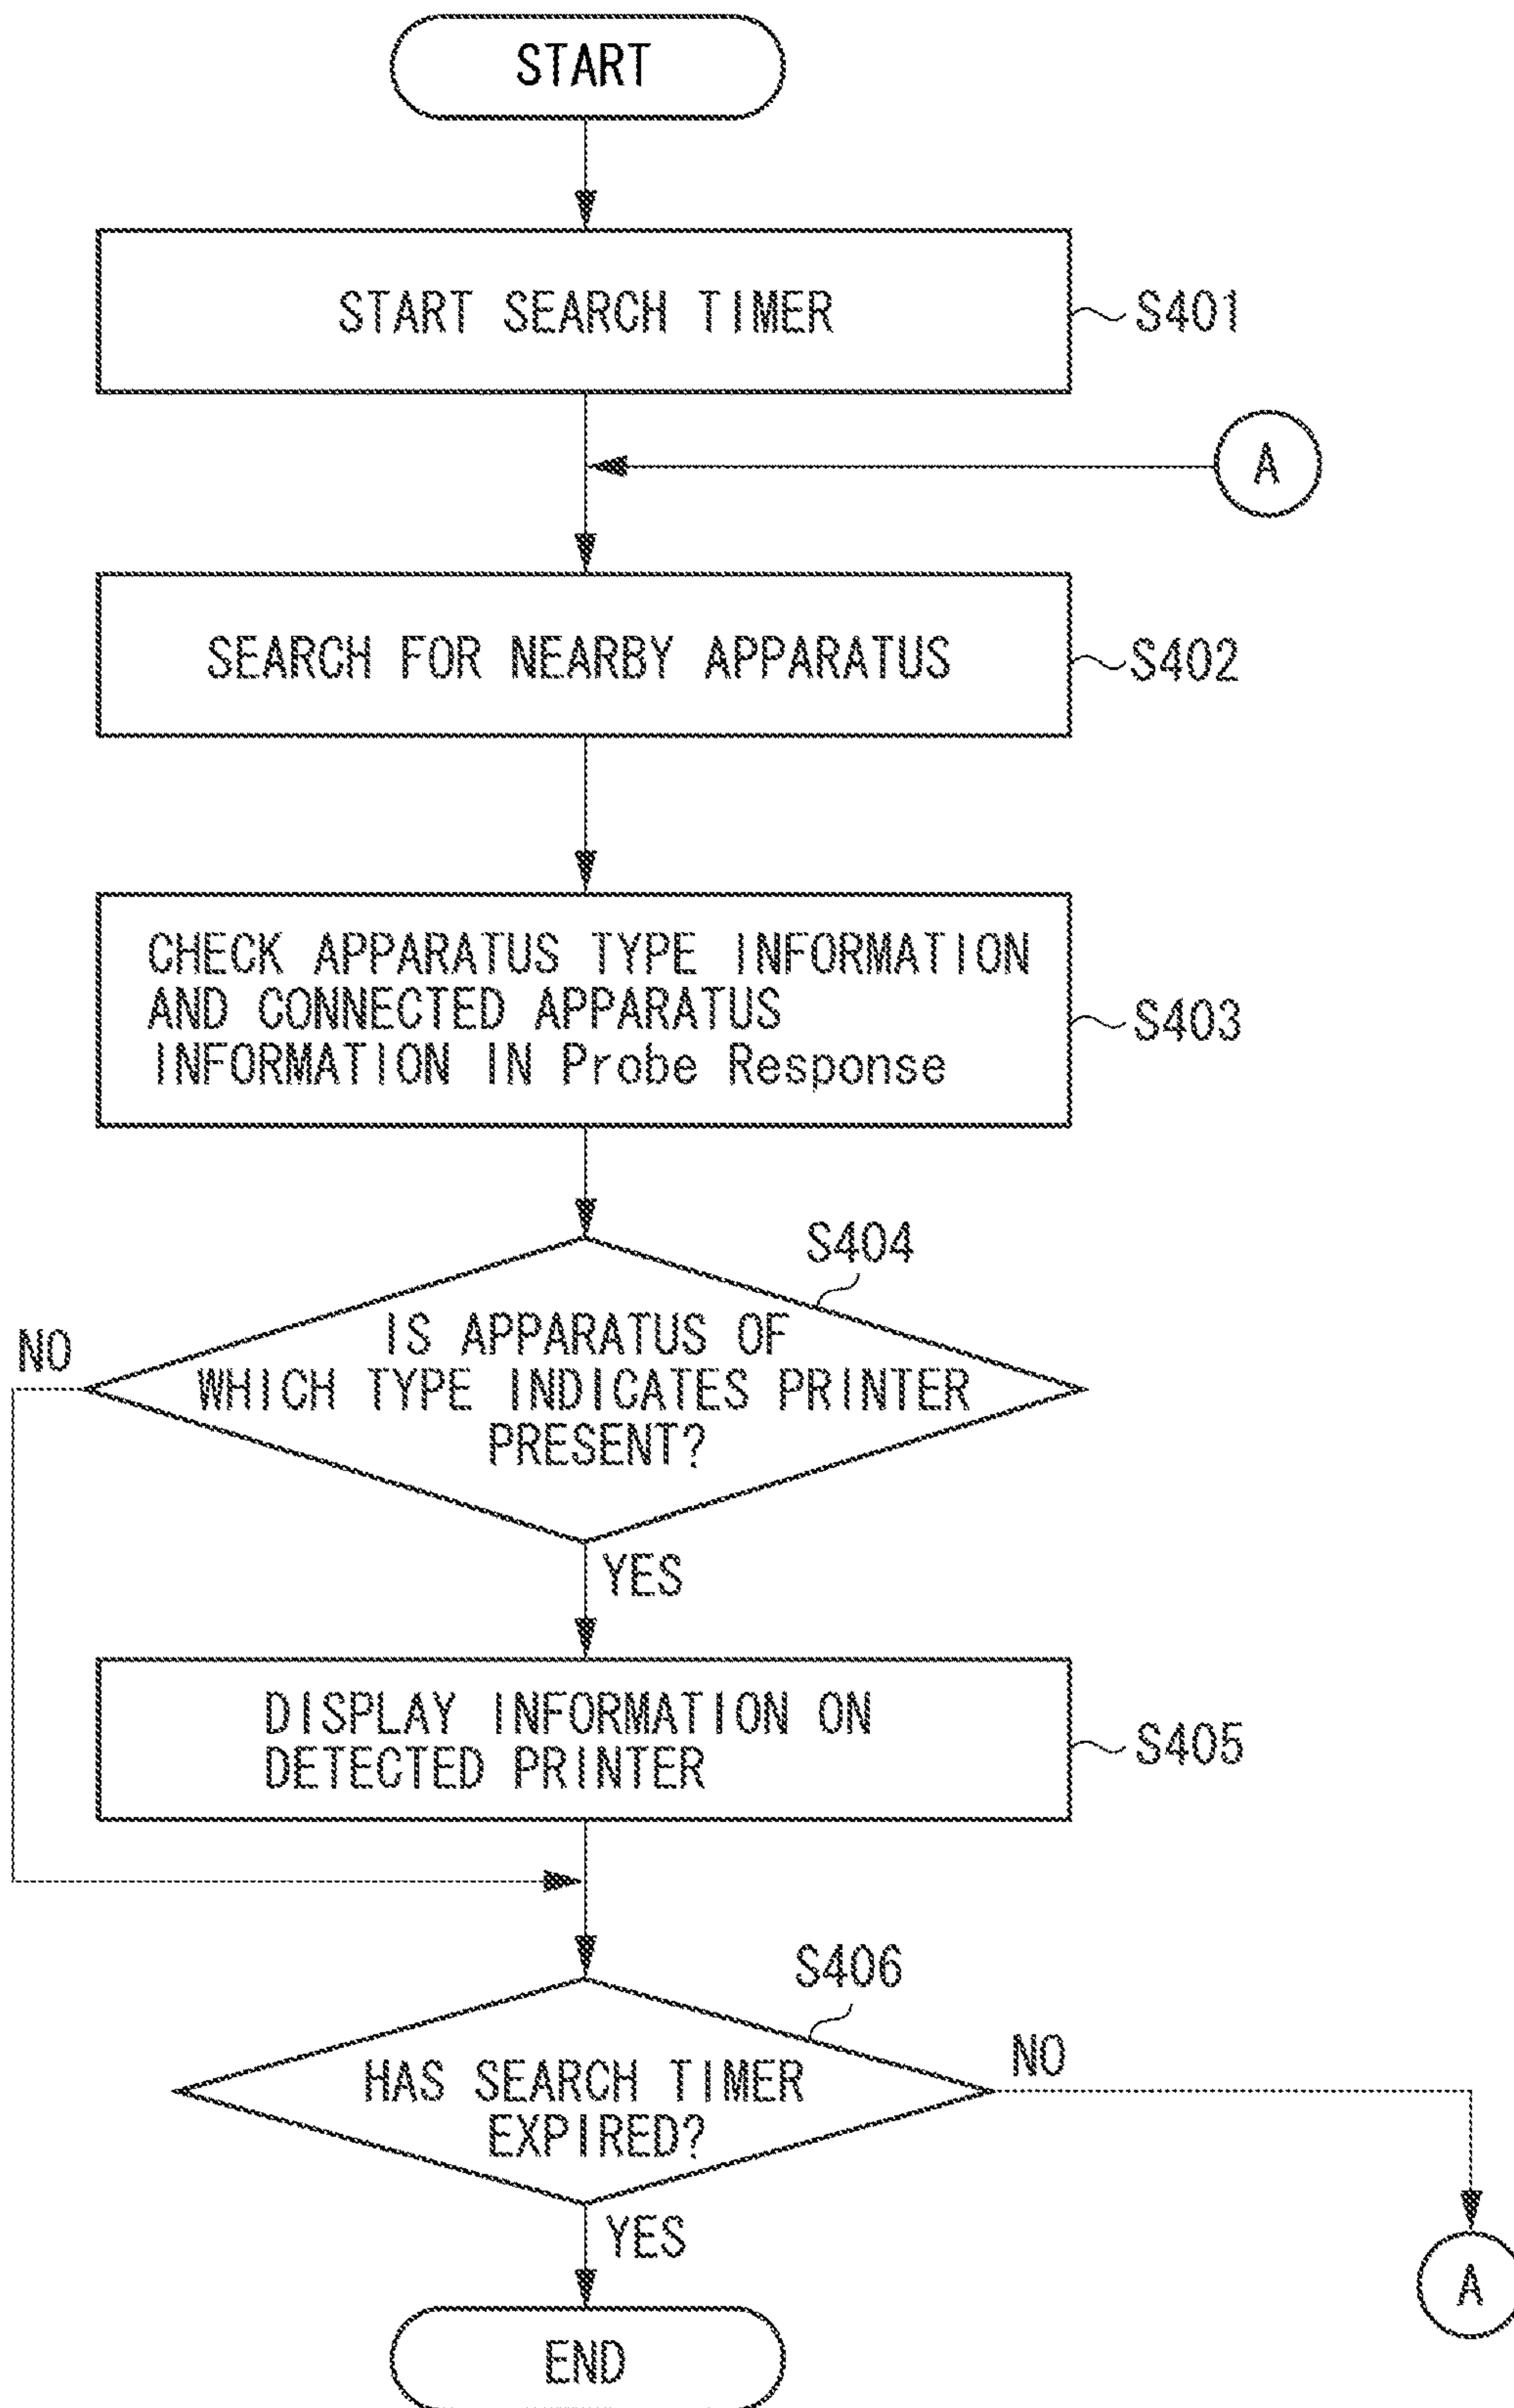 START
START SEARCH TIMER
S401
A
SEARCH FOR NEARBY APPARATUS
S402
CHECK APPARATUS TYPE INFORMATION
AND CONNECTED APPARATUS
INFORMATION IN Probe Response
S403
S404
NO
IS APPARATUS OF
WHICH TYPE INDICATES PRINTER
PRESENT?
YES
DISPLAY INFORMATION ON
DETECTED PRINTER
S405
S406
HAS SEARCH TIMER
EXPIRED?
NO
YES
A
END